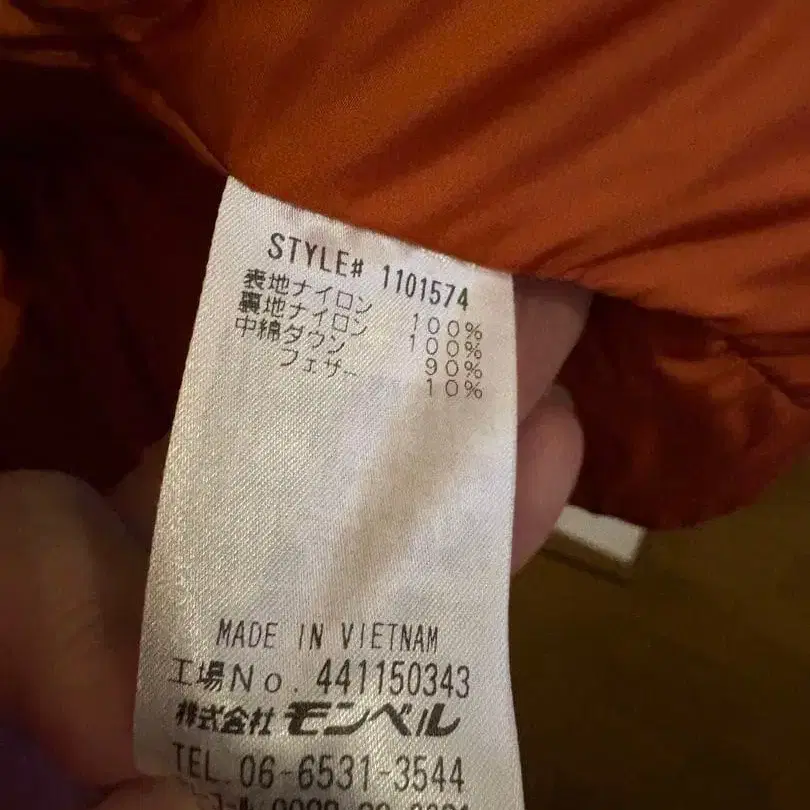 STYLE# 1101574
表地ナイロン 100%
裏地ナイロン 100%
中綿ダウン 90%
フェザー 10%
MADE IN VIETNAM
工場No. 441150343
株式会社モンベル
TEL 06-6531-3544